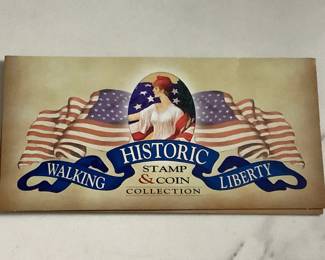 WALKING HISTORIC LIBERTY
STAMP
& COIN
COLLECTION